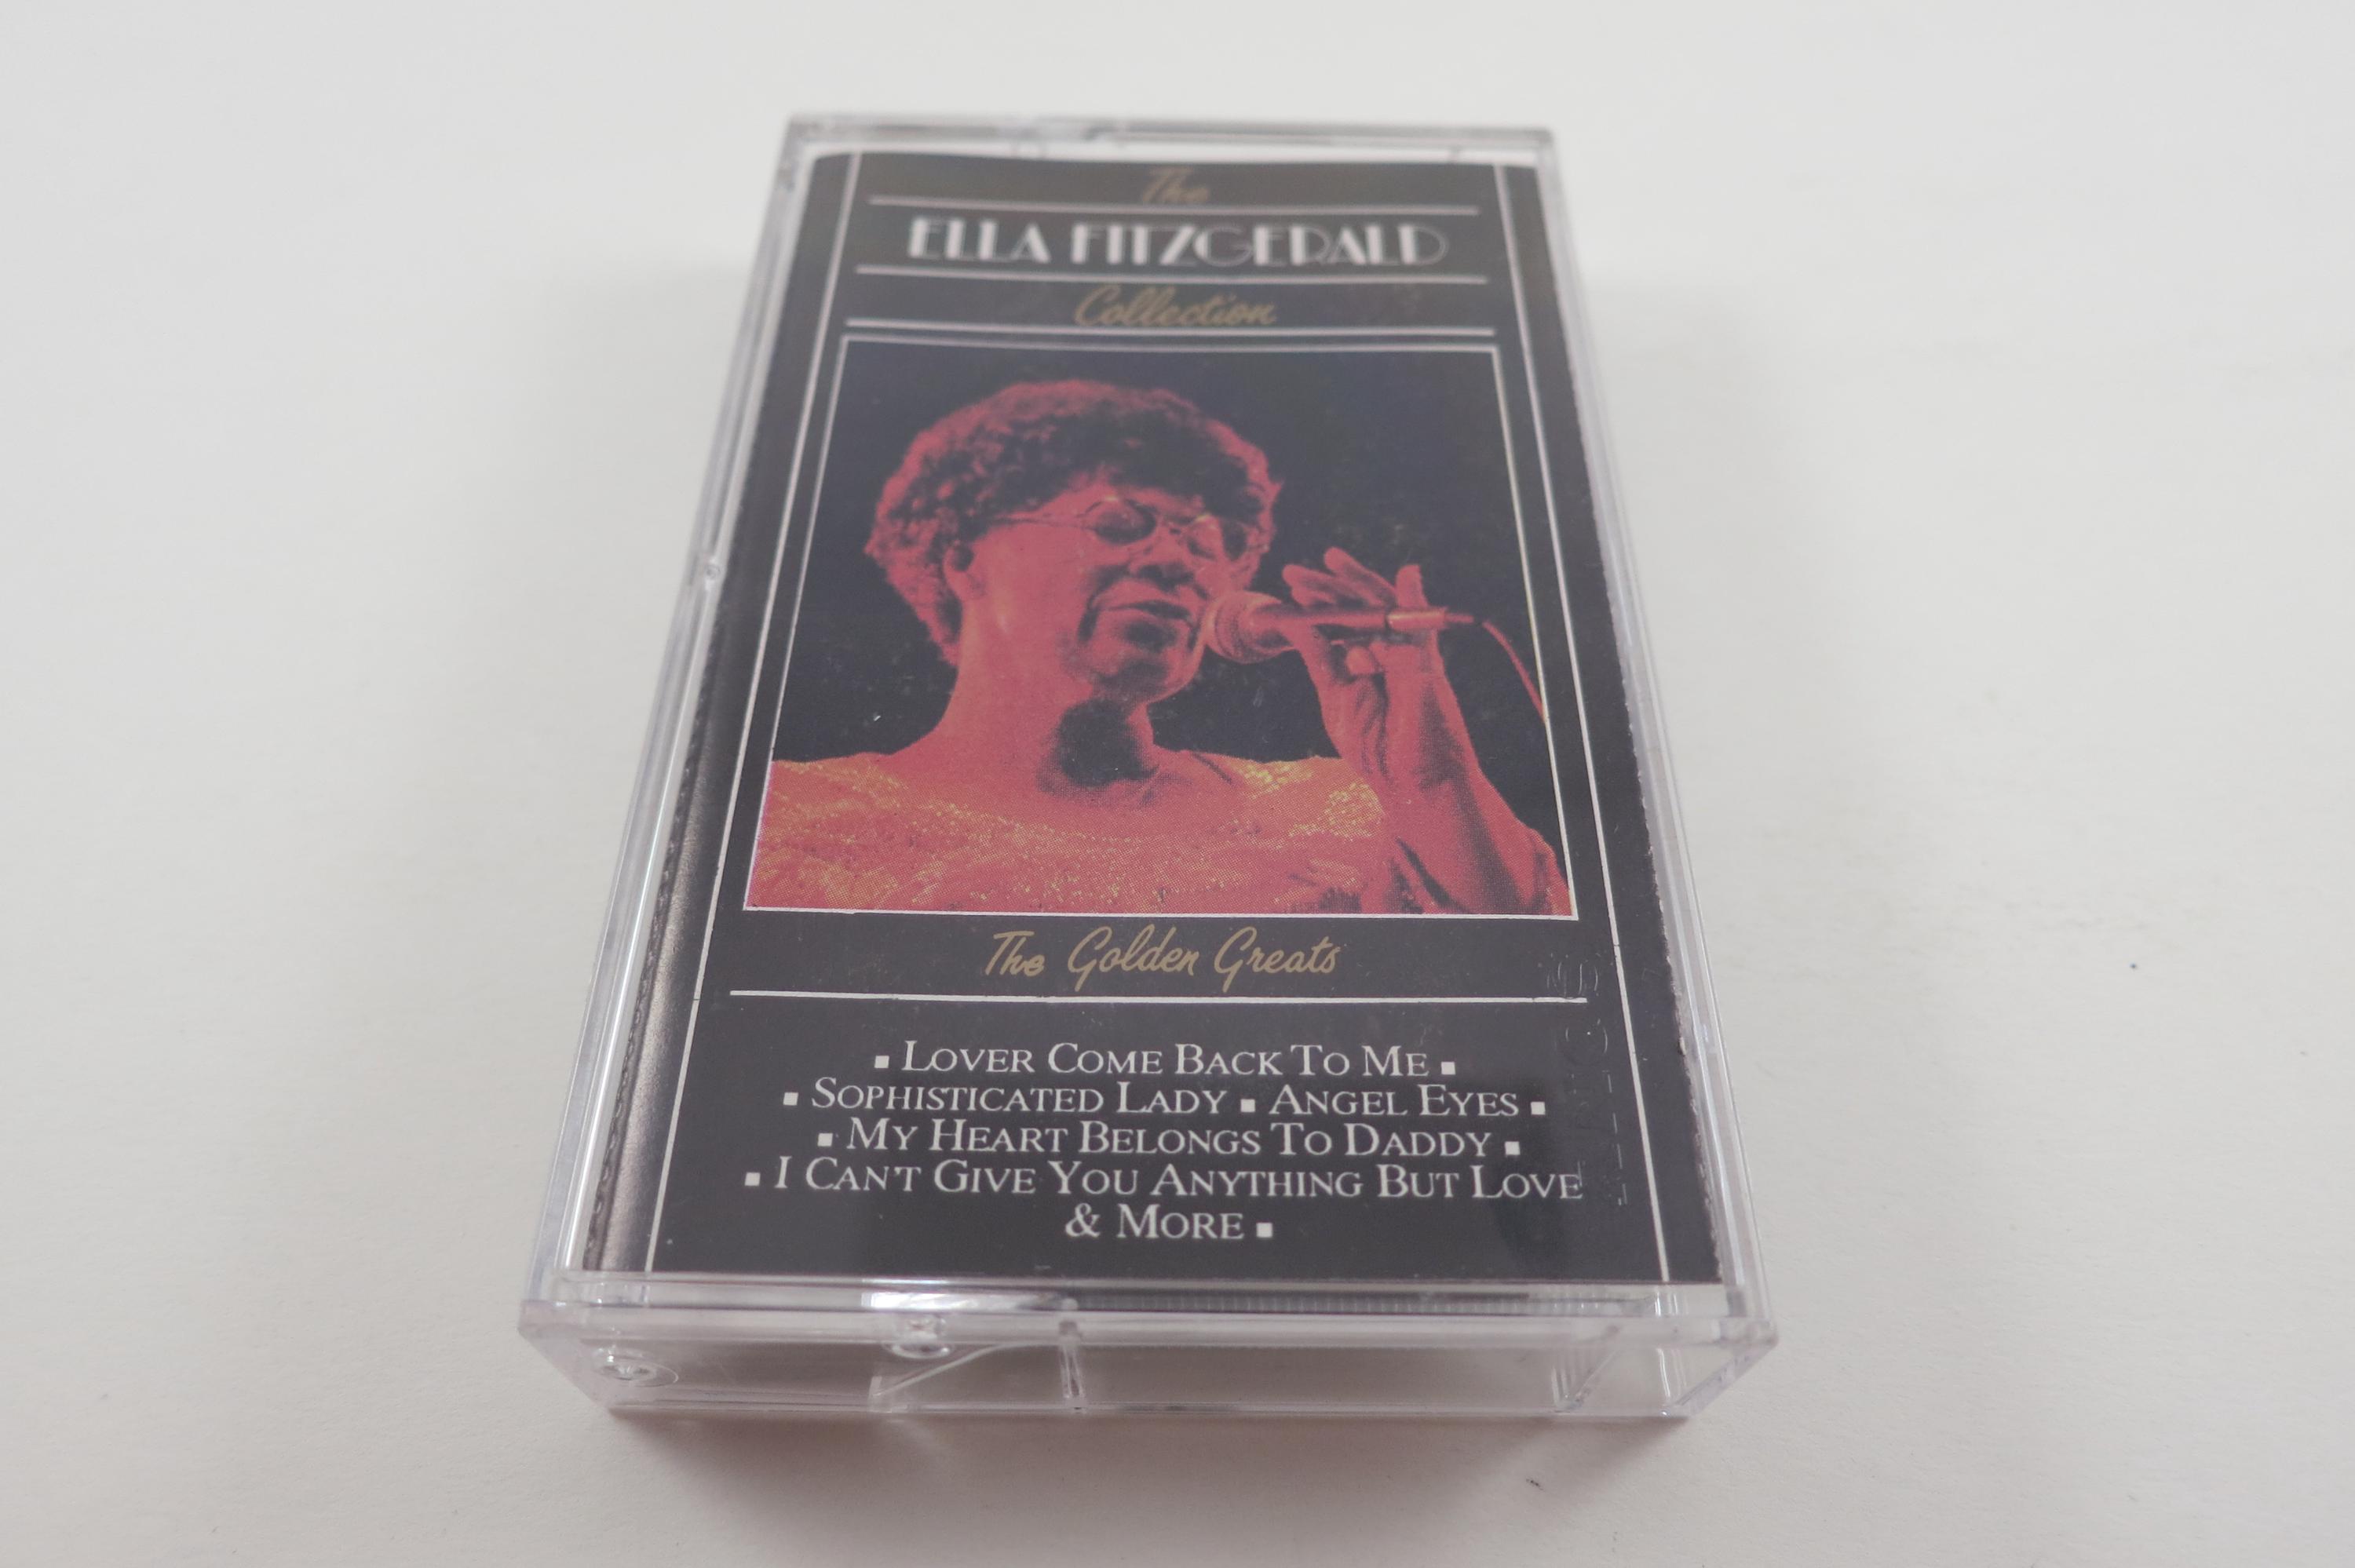 The
ELLA FITZGERALD
Collection
The Golden Greats
▪ LOVER COME BACK TO ME ▪
▪ SOPHISTICATED LADY ▪ ANGEL EYES ▪
▪ MY HEART BELONGS TO DADDY ▪
▪ I CAN'T GIVE YOU ANYTHING BUT LOVE
& MORE ▪